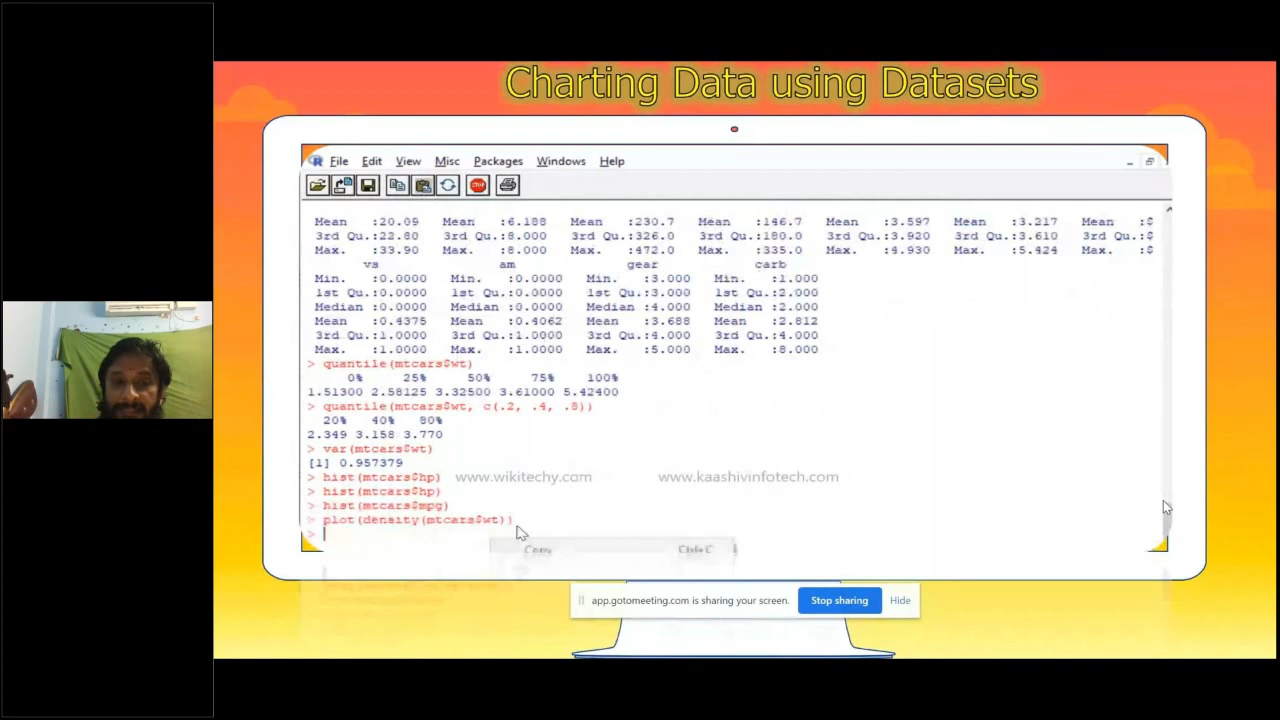 Charting Data using Datasets
File Edit View Misc Packages Windows Help
STOP
Mean :20.09 Mean :6.188 Mean :230.7 Mean :146.7 Mean :3.597 Mean :3.217 Mean :$
3rd Qu.:22.80 3rd Qu.:8.000 3rd Qu.:326.0 3rd Qu.:180.0 3rd Qu.:3.920 3rd Qu.:3.610 3rd Qu.:$
Max. :33.90 Max. :8.000 Max. :472.0 Max. :335.0 Max. :4.930 Max. :5.424 Max. :$
vs am gear carb
Min. :0.0000 Min. :0.0000 Min. :3.000 Min. :1.000
1st Qu.:0.0000 1st Qu.:0.0000 1st Qu.:3.000 1st Qu.:2.000
Median :0.0000 Median :0.0000 Median :4.000 Median :2.000
Mean :0.4375 Mean :0.4062 Mean :3.688 Mean :2.812
3rd Qu.:1.0000 3rd Qu.:1.0000 3rd Qu.:4.000 3rd Qu.:4.000
Max. :1.0000 Max. :1.0000 Max. :5.000 Max. :8.000
> quantile(mtcars$wt)
0% 25% 50% 75% 100%
1.51300 2.58125 3.32500 3.61000 5.42400
> quantile(mtcars$wt, c(.2, .4, .8))
20% 40% 80%
2.349 3.158 3.770
> var(mtcars$wt)
[1] 0.957379
> hist(mtcars$hp) www.wikitechy.com www.kaashivinfotech.com
> hist(mtcars$hp)
> hist(mtcars$mpg)
> plot(density(mtcars$wt))
>
Copy Ctrl+C
app.gotomeeting.com is sharing your screen. Stop sharing Hide